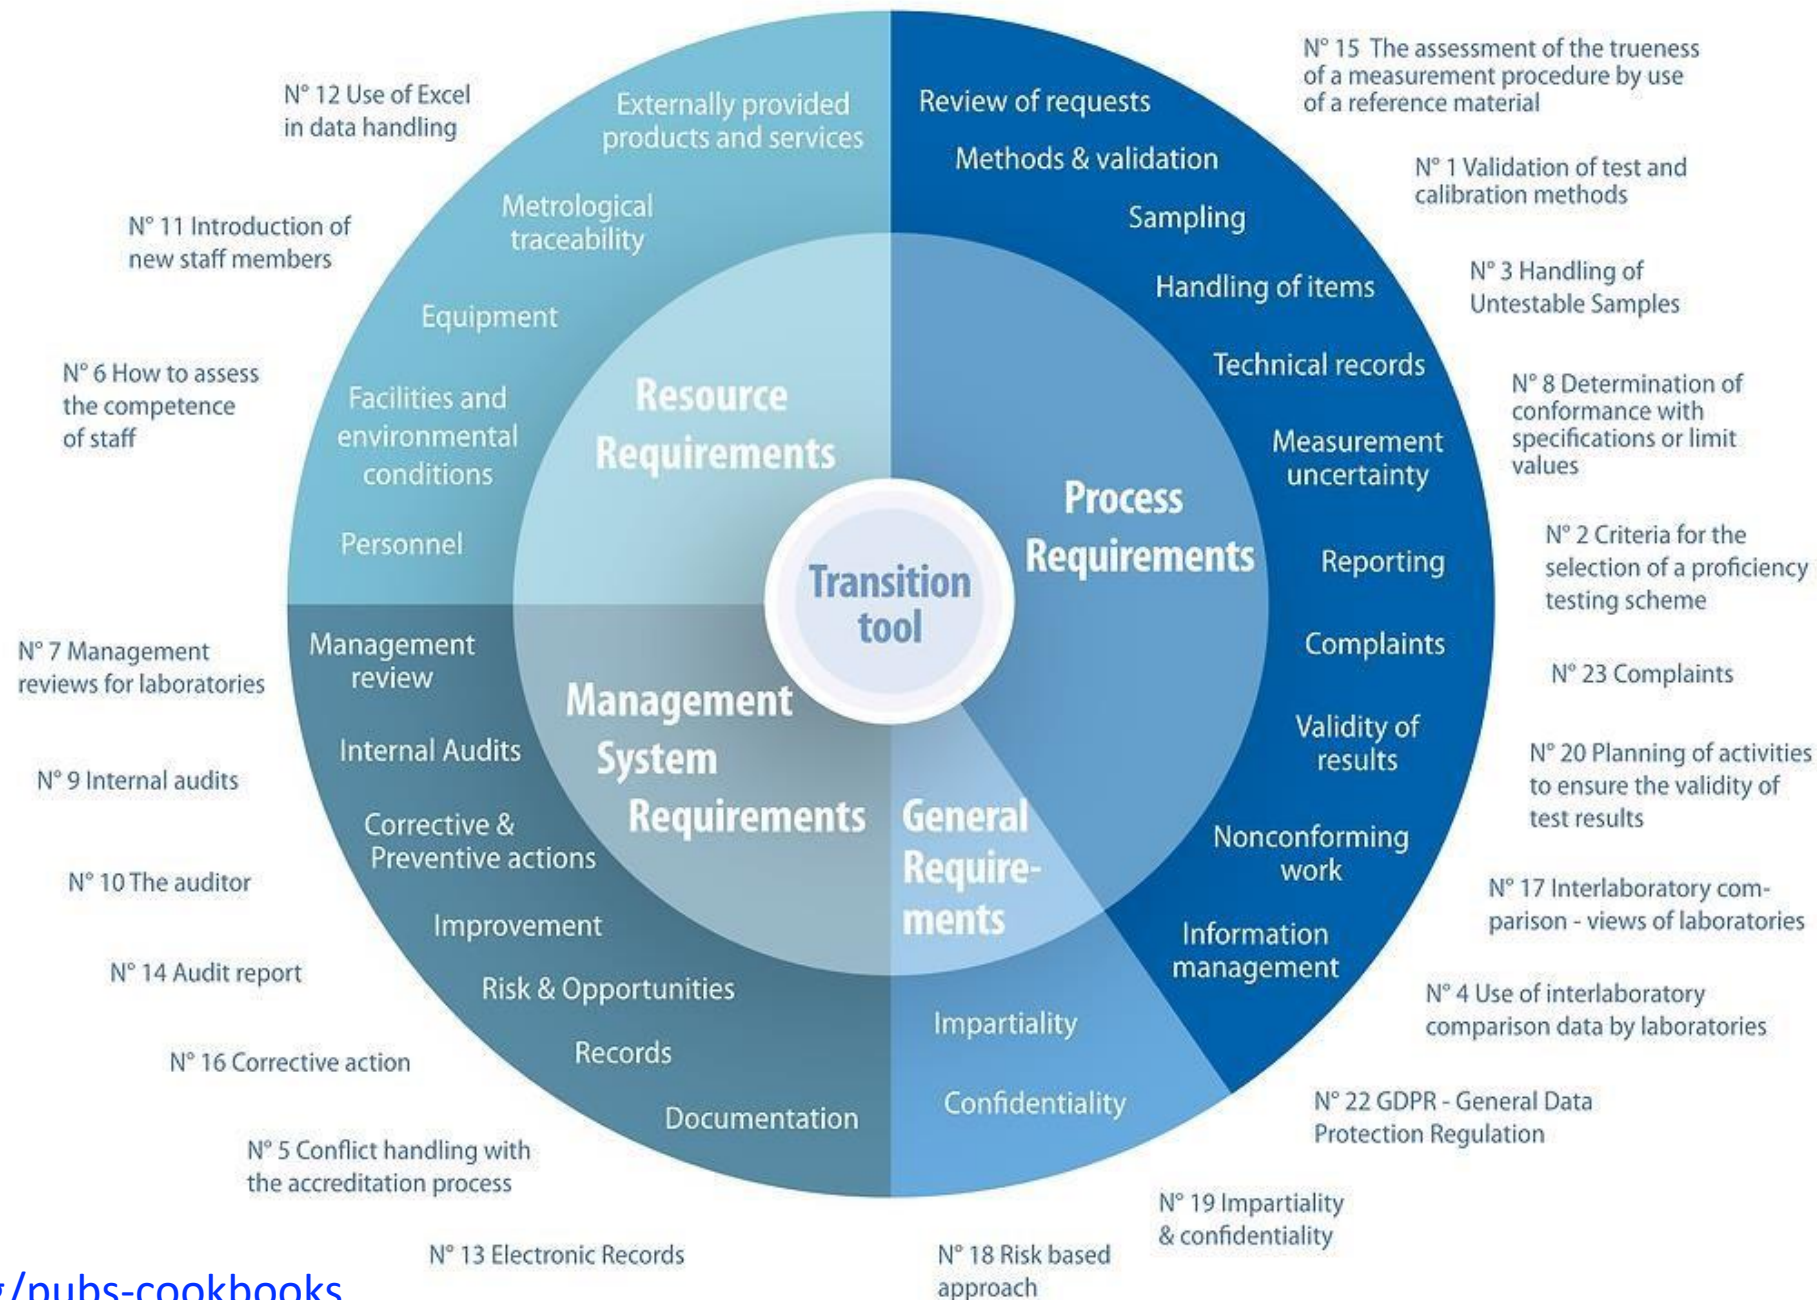 N° 12 Use of Excel
in data handling
N° 11 Introduction of
new staff members
N° 6 How to assess
the competence
of staff
N° 7 Management
reviews for laboratories
N° 9 Internal audits
N° 10 The auditor
N° 14 Audit report
N° 16 Corrective action
N° 5 Conflict handling with
the accreditation process
N° 13 Electronic Records
Externally provided
products and services
Metrological
traceability
Equipment
Facilities and
environmental
conditions
Personnel
Resource
Requirements
Management
review
Internal Audits
Corrective &
Preventive actions
Improvement
Risk & Opportunities
Records
Documentation
Management
System
Requirements
Transition
tool
Process
Requirements
Review of requests
Methods & validation
Sampling
Handling of items
Technical records
Measurement
uncertainty
Reporting
Complaints
Validity of
results
Nonconforming
work
Information
management
General
Require-
ments
Impartiality
Confidentiality
N° 15 The assessment of the trueness
of a measurement procedure by use
of a reference material
N° 1 Validation of test and
calibration methods
N° 3 Handling of
Untestable Samples
N° 8 Determination of
conformance with
specifications or limit
values
N° 2 Criteria for the
selection of a proficiency
testing scheme
N° 23 Complaints
N° 20 Planning of activities
to ensure the validity of
test results
N° 17 Interlaboratory com-
parison - views of laboratories
N° 4 Use of interlaboratory
comparison data by laboratories
N° 22 GDPR - General Data
Protection Regulation
N° 19 Impartiality
& confidentiality
N° 18 Risk based
approach
/pubs-cookbooks